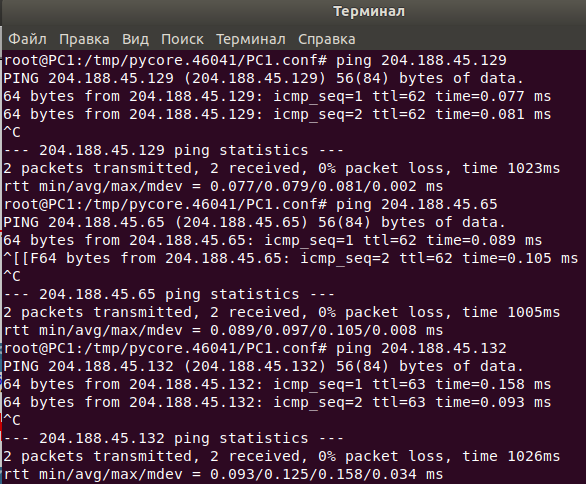 Терминал
Файл Правка Вид Поиск Терминал Справка
root@PC1:/tmp/pycore.46041/PC1.conf# ping 204.188.45.129
PING 204.188.45.129 (204.188.45.129) 56(84) bytes of data.
64 bytes from 204.188.45.129: icmp_seq=1 ttl=62 time=0.077 ms
64 bytes from 204.188.45.129: icmp_seq=2 ttl=62 time=0.081 ms
^C
--- 204.188.45.129 ping statistics ---
2 packets transmitted, 2 received, 0% packet loss, time 1023ms
rtt min/avg/max/mdev = 0.077/0.079/0.081/0.002 ms
root@PC1:/tmp/pycore.46041/PC1.conf# ping 204.188.45.65
PING 204.188.45.65 (204.188.45.65) 56(84) bytes of data.
64 bytes from 204.188.45.65: icmp_seq=1 ttl=62 time=0.089 ms
^[[F64 bytes from 204.188.45.65: icmp_seq=2 ttl=62 time=0.105 ms
^C
--- 204.188.45.65 ping statistics ---
2 packets transmitted, 2 received, 0% packet loss, time 1005ms
rtt min/avg/max/mdev = 0.089/0.097/0.105/0.008 ms
root@PC1:/tmp/pycore.46041/PC1.conf# ping 204.188.45.132
PING 204.188.45.132 (204.188.45.132) 56(84) bytes of data.
64 bytes from 204.188.45.132: icmp_seq=1 ttl=63 time=0.158 ms
64 bytes from 204.188.45.132: icmp_seq=2 ttl=63 time=0.093 ms
^C
--- 204.188.45.132 ping statistics ---
2 packets transmitted, 2 received, 0% packet loss, time 1026ms
rtt min/avg/max/mdev = 0.093/0.125/0.158/0.034 ms